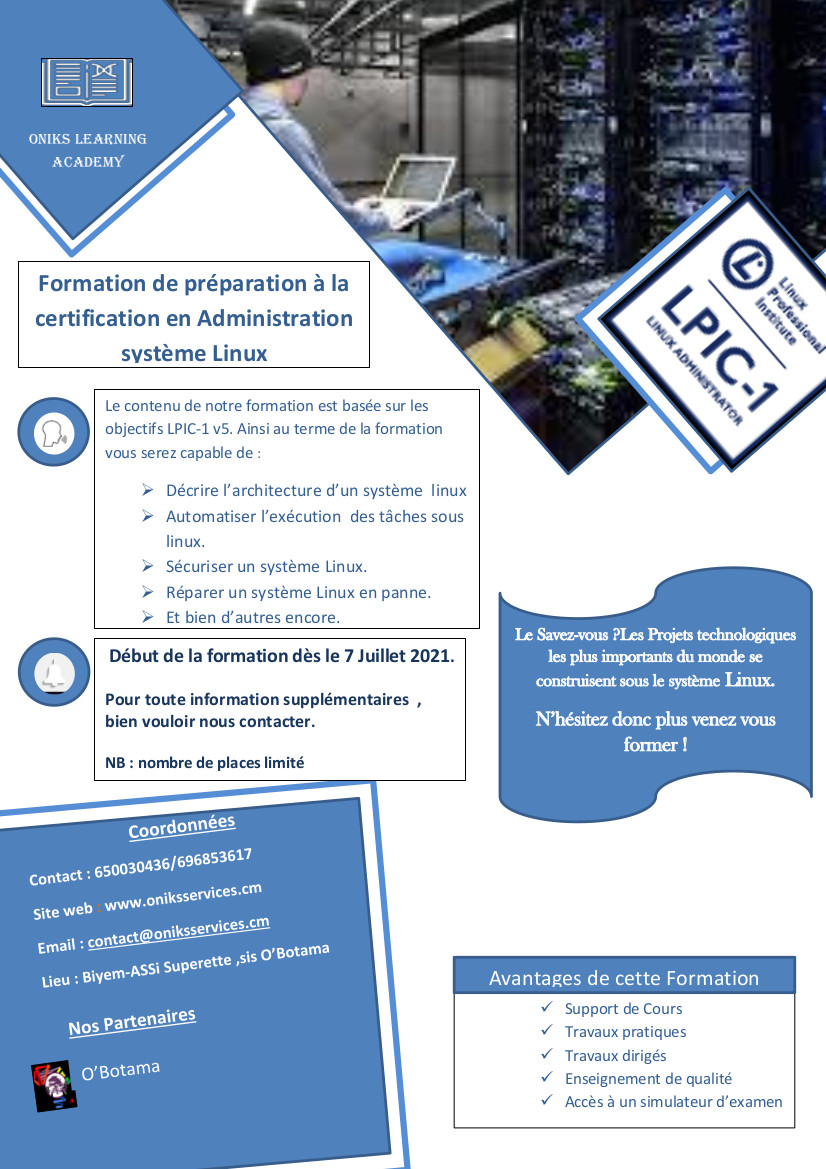 ONIKS LEARNING
ACADEMY
Linux
Professional
Institute
LPIC-1
LINUX ADMINISTRATOR
Formation de préparation à la
certification en Administration
système Linux
Le contenu de notre formation est basée sur les
objectifs LPIC-1 v5. Ainsi au terme de la formation
vous serez capable de :
➢ Décrire l’architecture d’un système linux
➢ Automatiser l’exécution des tâches sous
linux.
➢ Sécuriser un système Linux.
➢ Réparer un système Linux en panne.
➢ Et bien d’autres encore.
Début de la formation dès le 7 Juillet 2021.
Pour toute information supplémentaires ,
bien vouloir nous contacter.
NB : nombre de places limité
Le Savez-vous ?Les Projets technologiques
les plus importants du monde se
construisent sous le système Linux.
N’hésitez donc plus venez vous
former !
Coordonnées
Contact : 650030436/696853617
Site web : www.oniksservices.cm
Email : contact@oniksservices.cm
Lieu : Biyem-ASSi Superette ,sis O’Botama
Nos Partenaires
O’Botama
Avantages de cette Formation
✓ Support de Cours
✓ Travaux pratiques
✓ Travaux dirigés
✓ Enseignement de qualité
✓ Accès à un simulateur d’examen